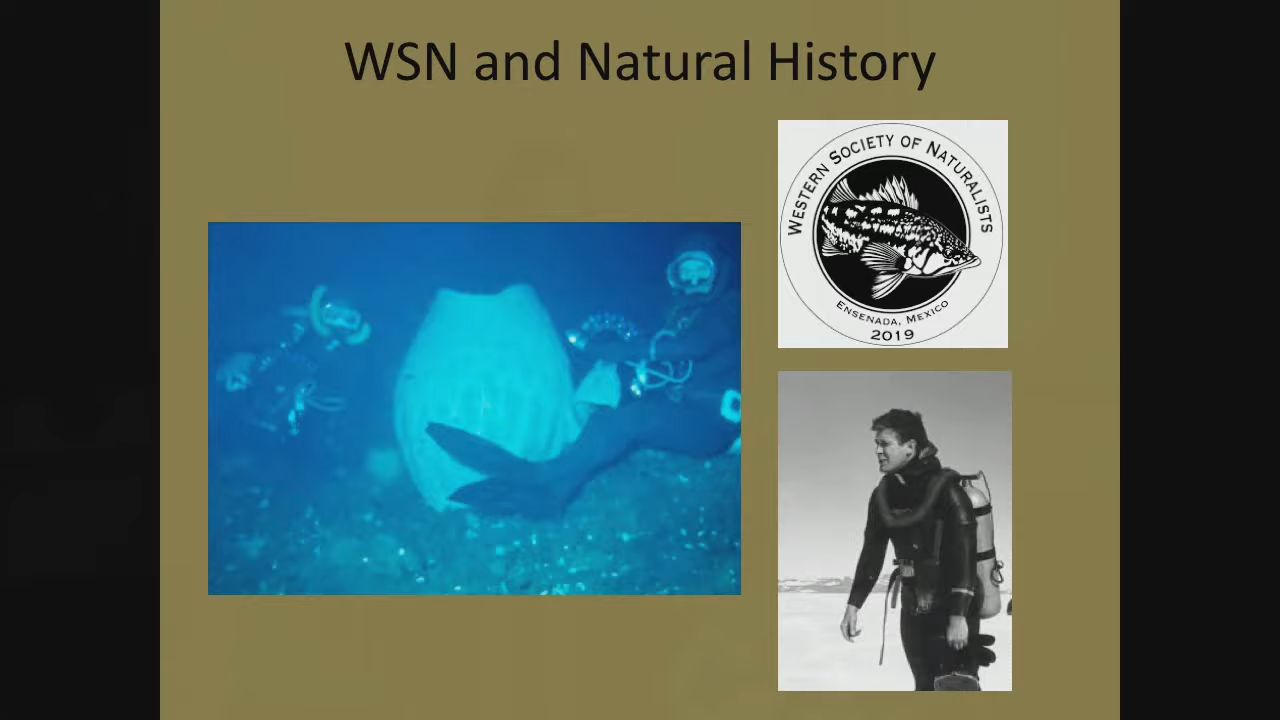 WSN and Natural History
WESTERN SOCIETY OF NATURALISTS
ENSENADA, MEXICO
2019